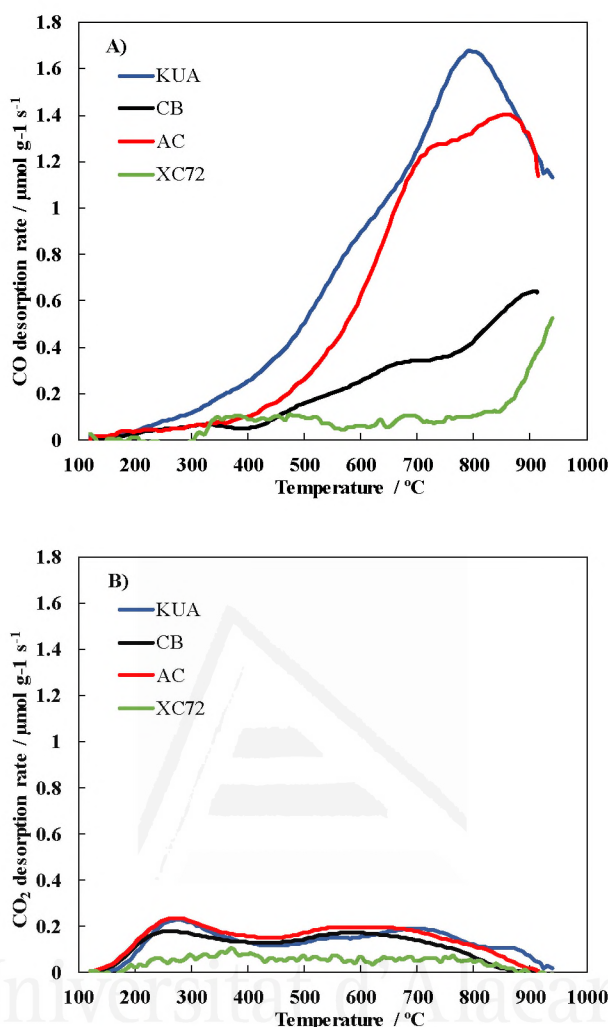 A)
KUA
CB
AC
XC72
CO desorption rate / µmol g-1 s⁻¹
1.8
1.6
1.4
1.2
1
0.8
0.6
0.4
0.2
0
100 200 300 400 500 600 700 800 900 1000
Temperature / ºC
B)
KUA
CB
AC
XC72
CO₂ desorption rate / µmol g-1 s⁻¹
1.8
1.6
1.4
1.2
1
0.8
0.6
0.4
0.2
0
100 200 300 400 500 600 700 800 900 1000
Temperature / ºC
Universitat d'Alacan